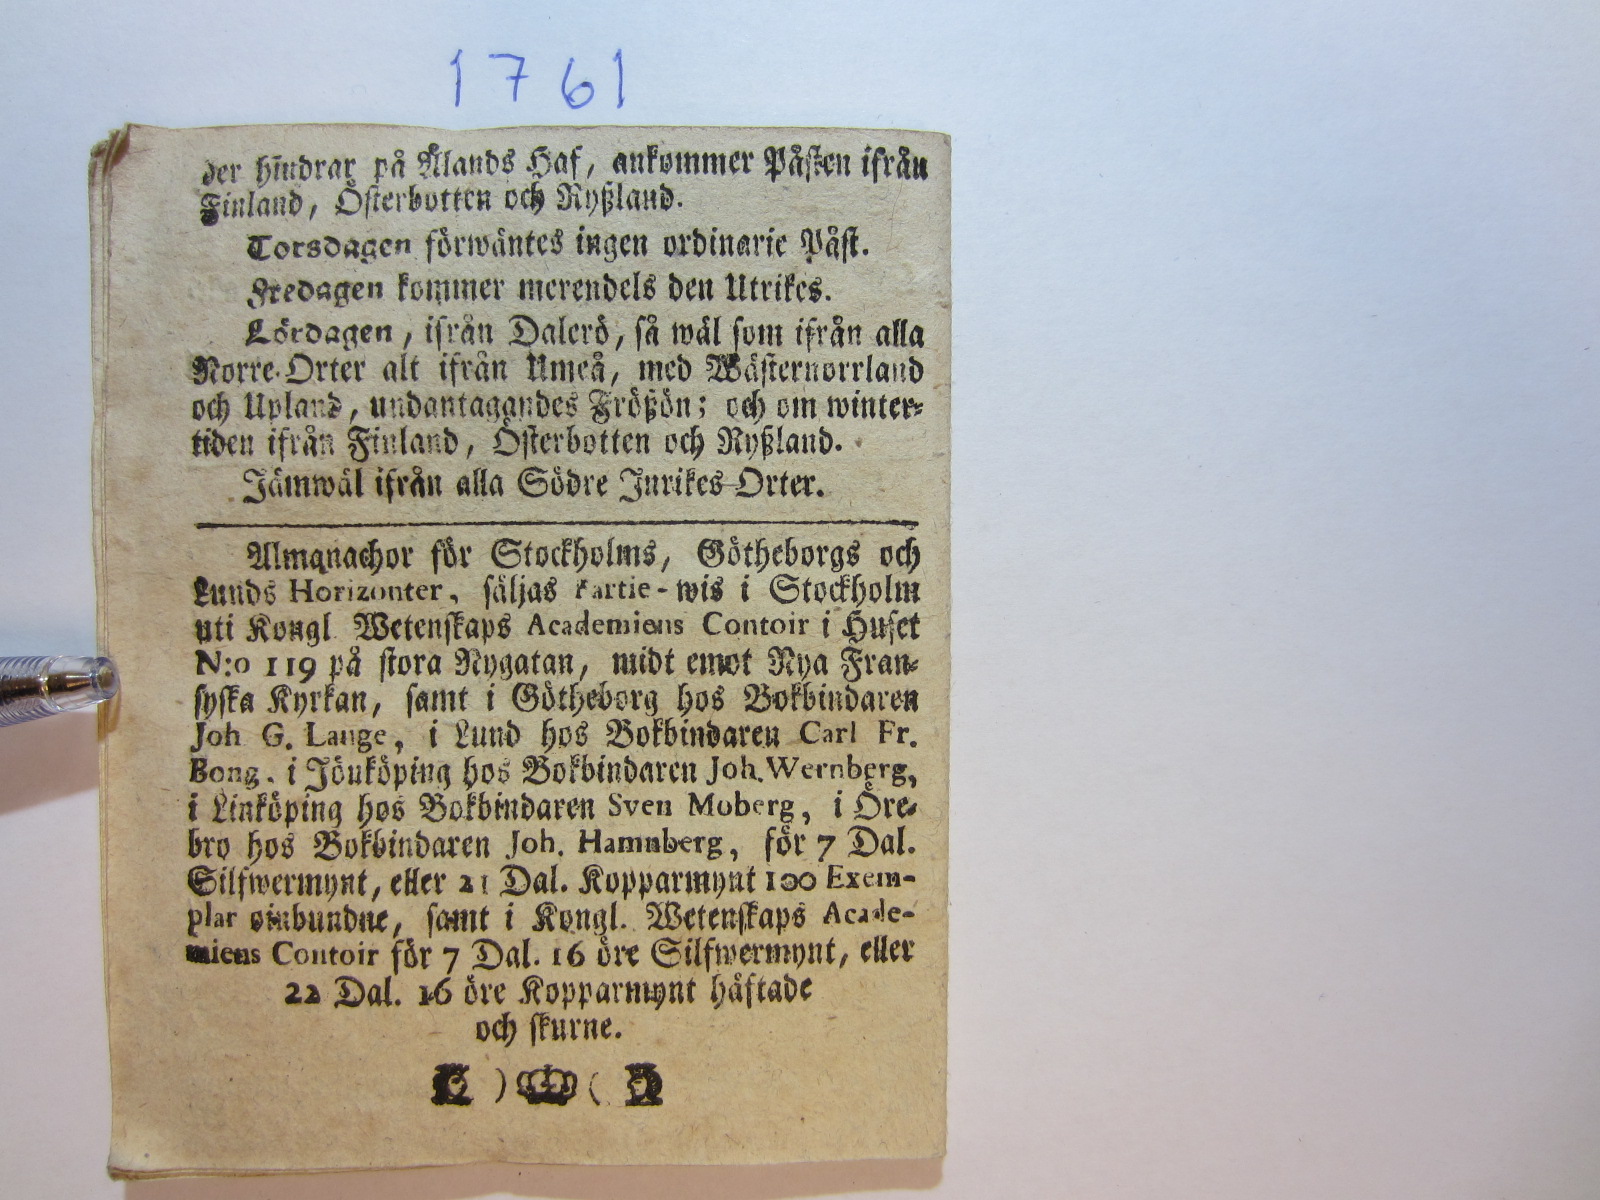 1761
der hindrar på Ålands Haf, ankommer Påsten ifrån
Finland, Österbotten och Ryßland.
Torsdagen förwäntes ingen ordinarie Påst.
Fredagen kommer merendels den Utrikes.
Lördagen, ifrån Dalerö, så wäl som ifrån alla
Norre-Orter alt ifrån Umeå, med Wästernorrland
och Upland, undantagandes Frößön; och om winter-
tiden ifrån Finland, Österbotten och Ryßland.
Jämwäl ifrån alla Södre Inrikes-Orter.
Almanachor för Stockholms, Götheborgs och
Lunds Horizonter, säljas Partie-wis i Stockholm
uti Kongl Wetenskaps Academiens Contoir i Huset
N:o 119 på stora Nygatan, midt emot Nya Fran-
syska Kyrkan, samt i Götheborg hos Bokbindaren
Joh G. Lange, i Lund hos Bokbindaren Carl Fr.
Bong, i Jönköping hos Bokbindaren Joh. Wernberg,
i Linköping hos Bokbindaren Sven Moberg, i Öre-
bro hos Bokbindaren Joh. Hamnberg, för 7 Dal.
Silfwermynt, eller 21 Dal. Kopparmynt 100 Exem-
plar oinbundne, samt i Kongl. Wetenskaps Acade-
miens Contoir för 7 Dal. 16 öre Silfwermynt, eller
22 Dal. 16 öre Kopparmynt häftade
och skurne.